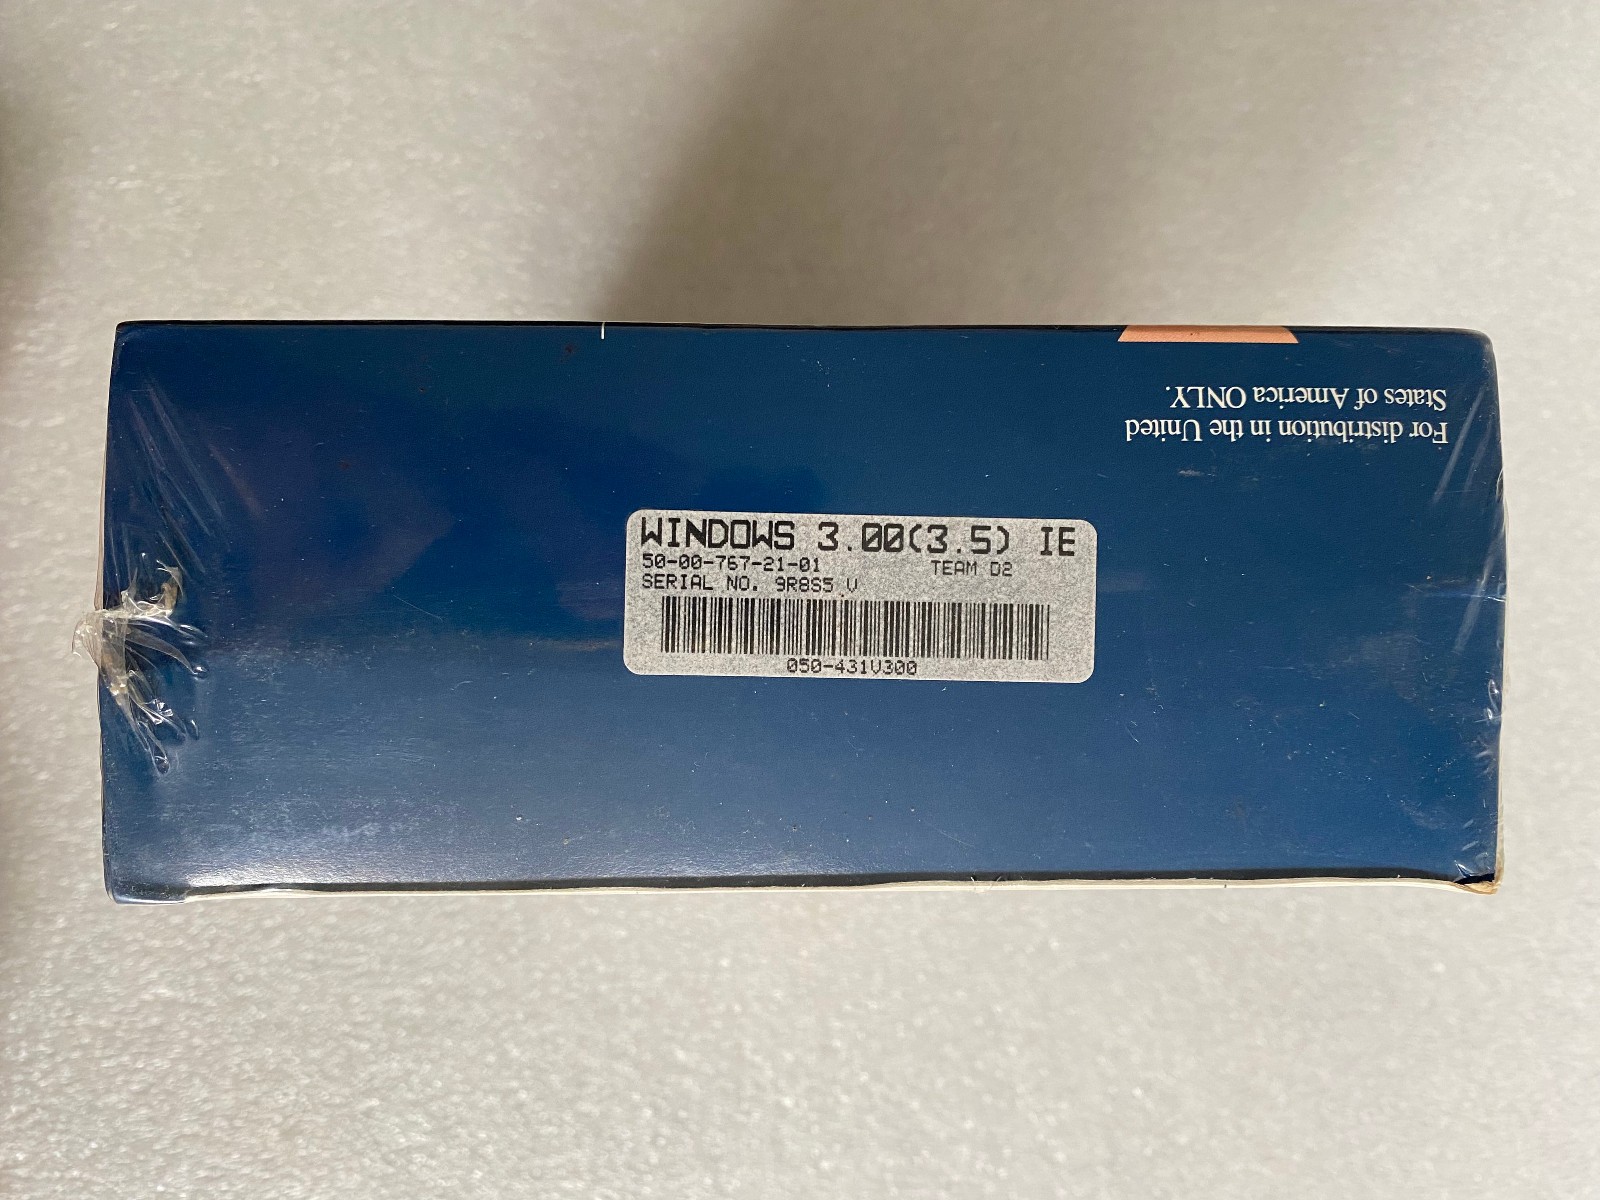 For distribution in the United
States of America ONLY.
WINDOWS 3.00(3.5) IE
50-00-767-21-01 TEAM D2
SERIAL NO. 9R8S5 V
050-431V300